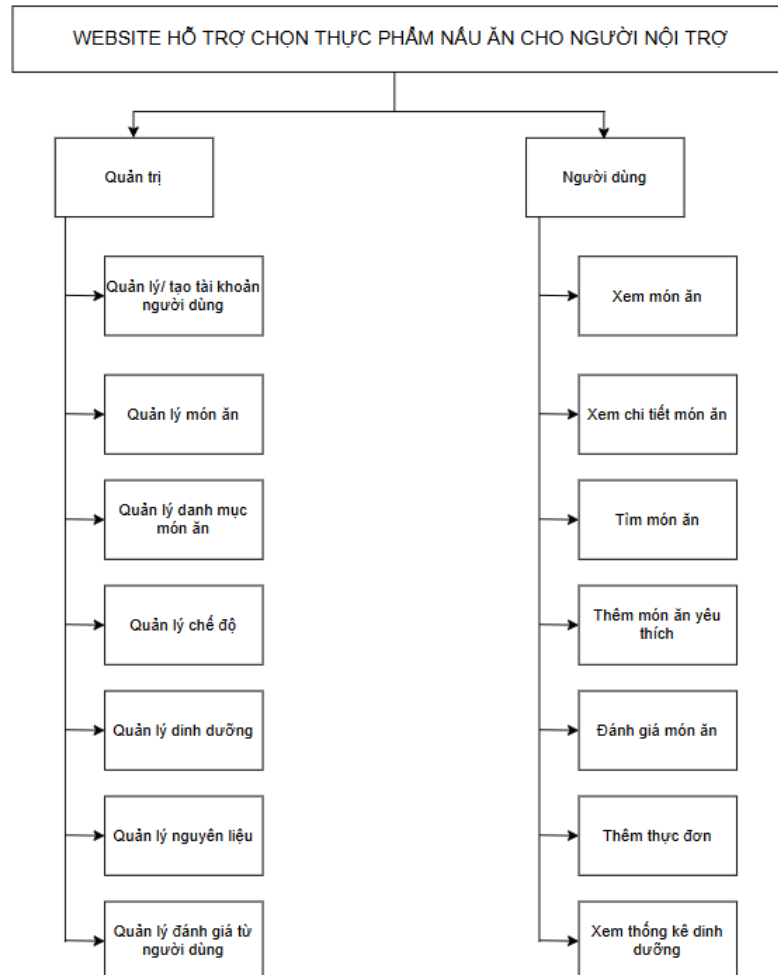 WEBSITE HỖ TRỢ CHỌN THỰC PHẨM NẤU ĂN CHO NGƯỜI NỘI TRỢ
Quản trị
Người dùng
Quản lý/ tạo tài khoản
người dùng
Xem món ăn
Quản lý món ăn
Xem chi tiết món ăn
Quản lý danh mục
món ăn
Tìm món ăn
Quản lý chế độ
Thêm món ăn yêu
thích
Quản lý dinh dưỡng
Đánh giá món ăn
Quản lý nguyên liệu
Thêm thực đơn
Quản lý đánh giá từ
người dùng
Xem thống kê dinh
dưỡng